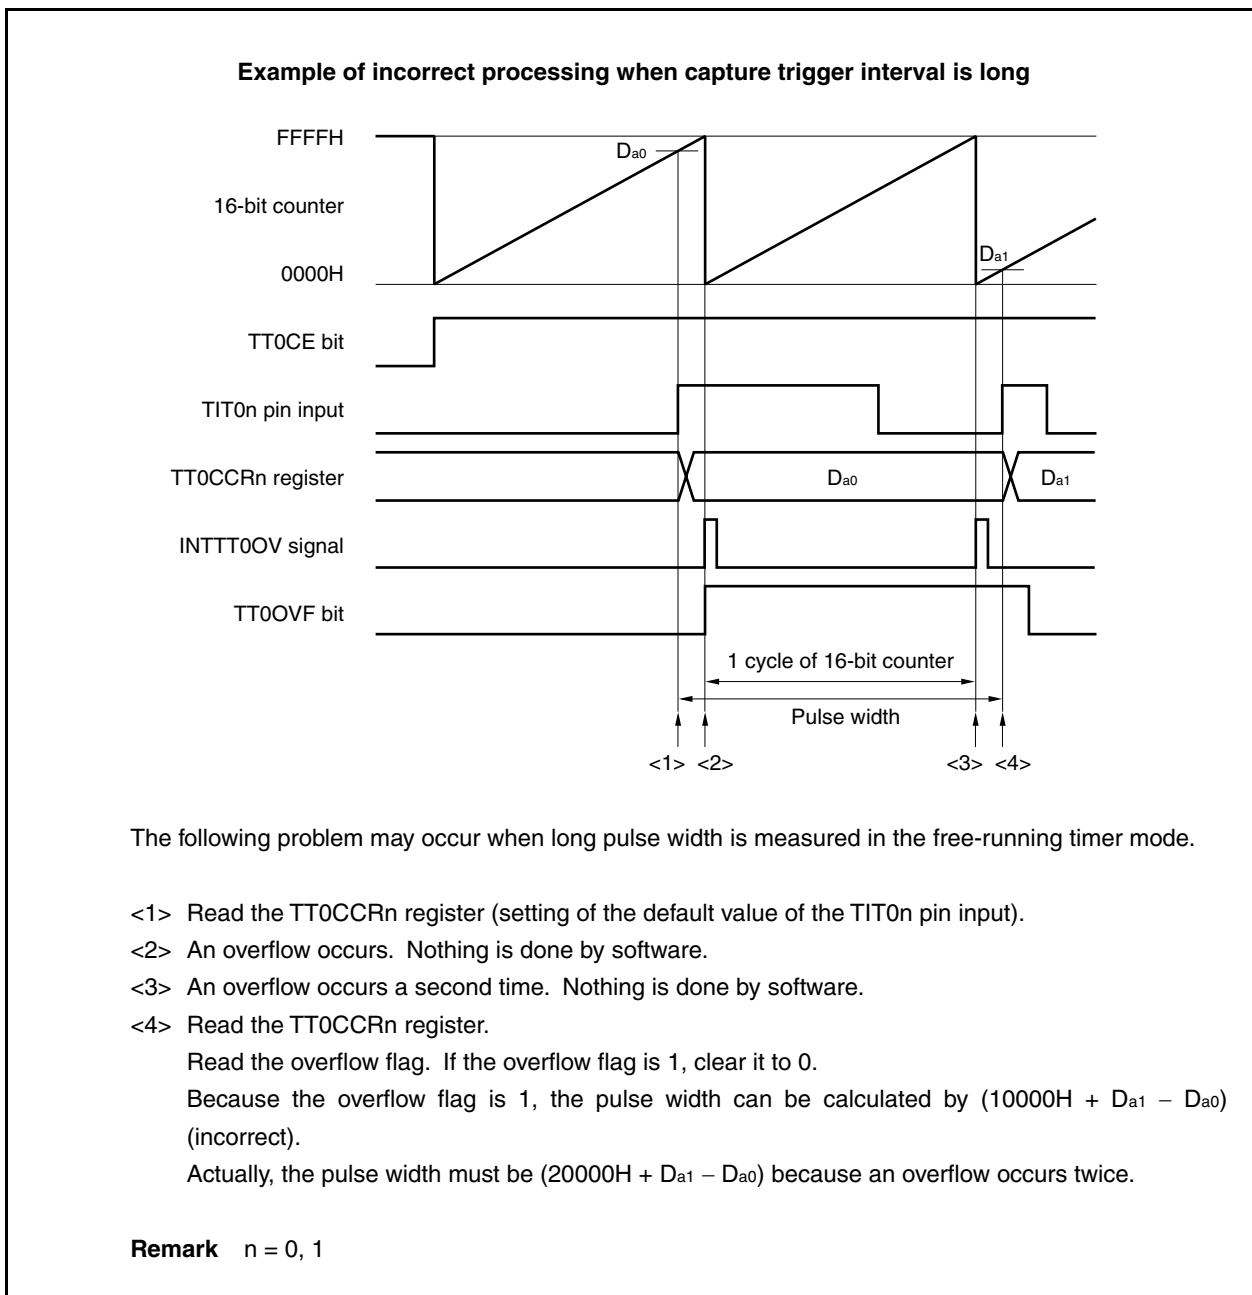 Example of incorrect processing when capture trigger interval is long
FFFFH
Da0
16-bit counter
Da1
0000H
TT0CE bit
TIT0n pin input
TT0CCRn register
Da0
Da1
INTTT0OV signal
TT0OVF bit
1 cycle of 16-bit counter
Pulse width
<1> <2> <3> <4>
The following problem may occur when long pulse width is measured in the free-running timer mode.
<1> Read the TT0CCRn register (setting of the default value of the TIT0n pin input).
<2> An overflow occurs. Nothing is done by software.
<3> An overflow occurs a second time. Nothing is done by software.
<4> Read the TT0CCRn register.
Read the overflow flag. If the overflow flag is 1, clear it to 0.
Because the overflow flag is 1, the pulse width can be calculated by (10000H + Da1 − Da0)
(incorrect).
Actually, the pulse width must be (20000H + Da1 − Da0) because an overflow occurs twice.
Remark n = 0, 1